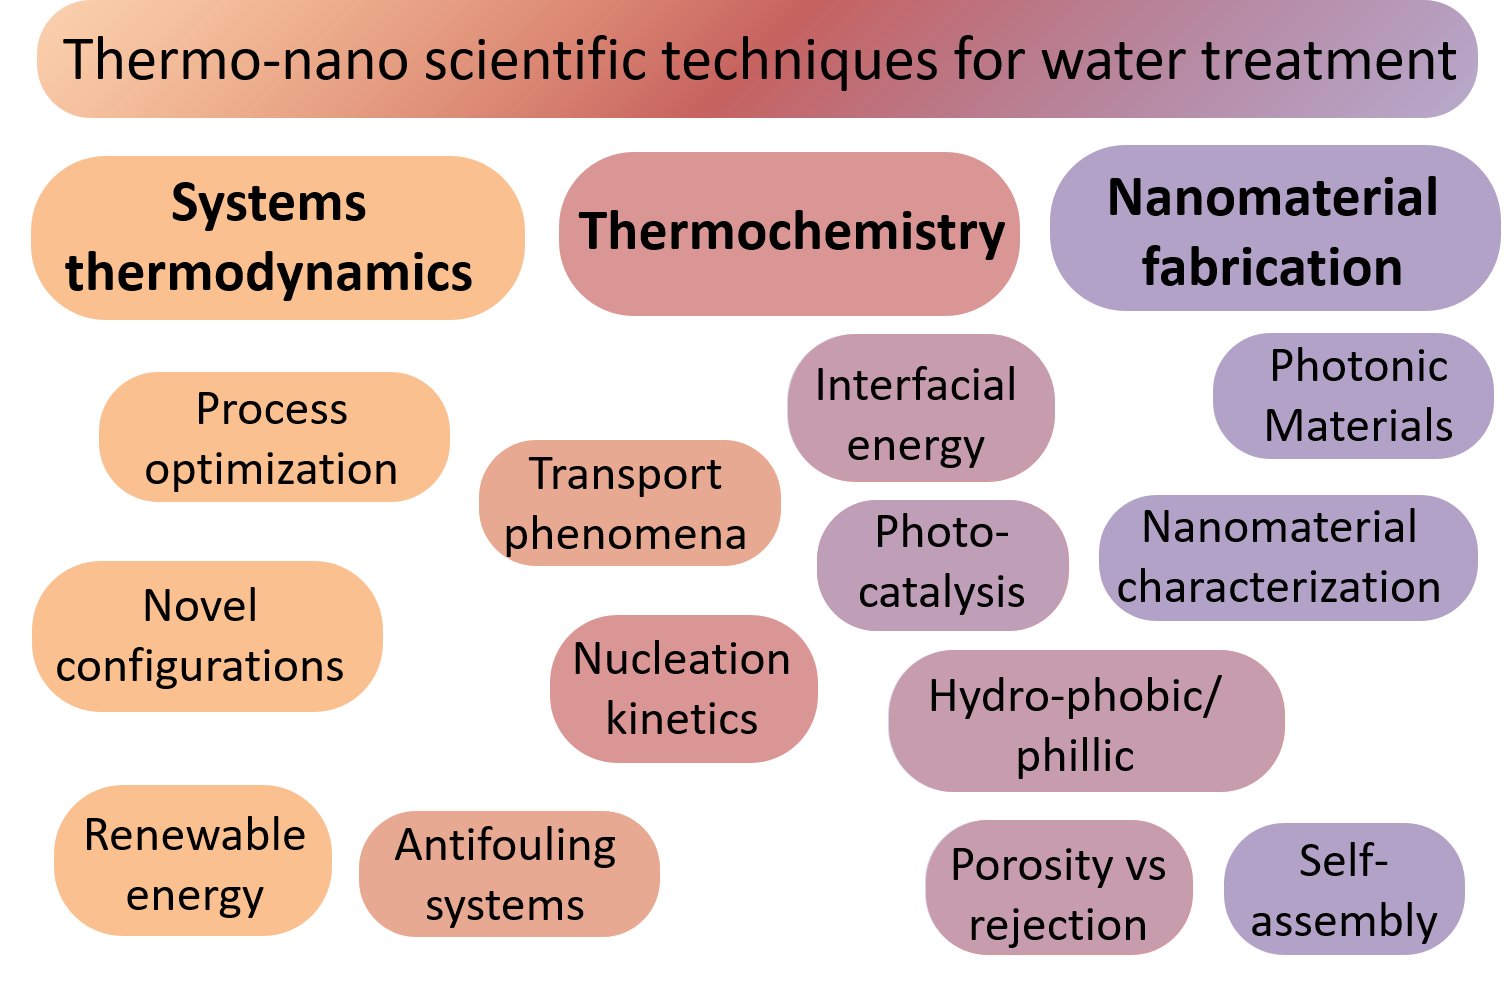 Thermo-nano scientific techniques for water treatment
Systems
thermodynamics
Thermochemistry
Nanomaterial
fabrication
Process
optimization
Transport
phenomena
Interfacial
energy
Photonic
Materials
Novel
configurations
Nucleation
kinetics
Photo-
catalysis
Nanomaterial
characterization
Hydro-phobic/
phillic
Renewable
energy
Antifouling
systems
Porosity vs
rejection
Self-
assembly